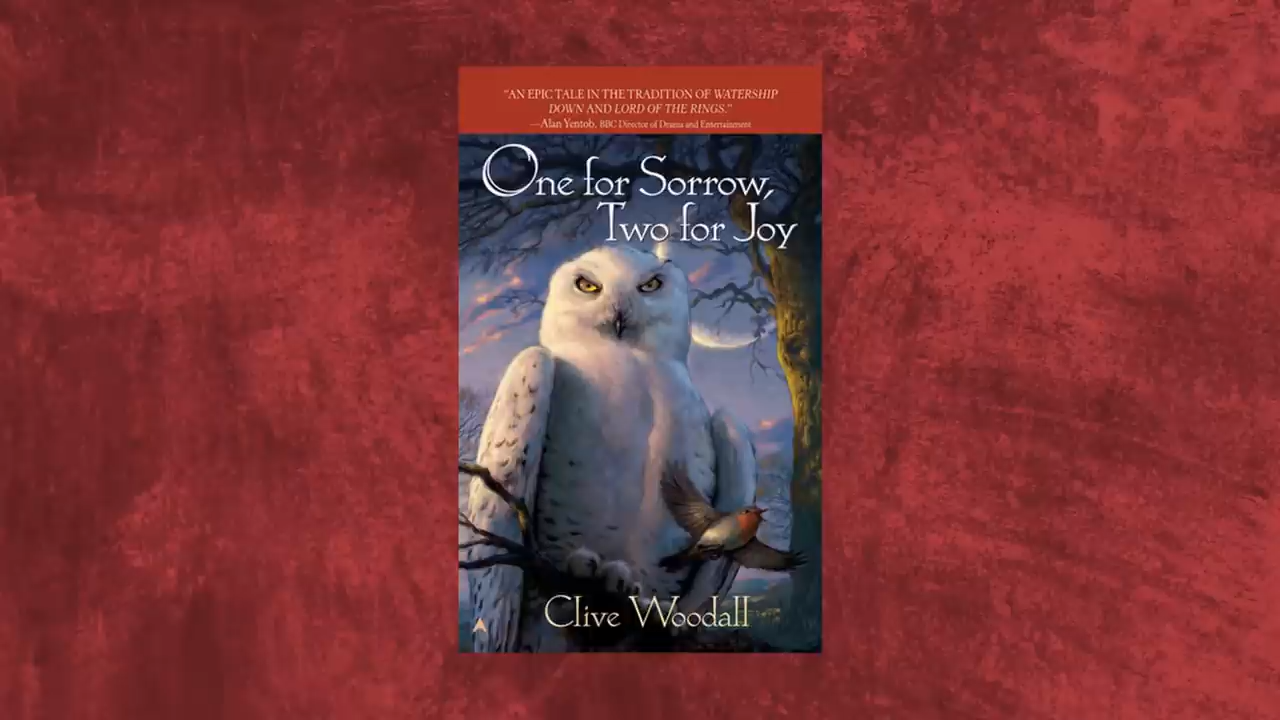 “AN EPIC TALE IN THE TRADITION OF WATERSHIP
DOWN AND LORD OF THE RINGS.”
—Alan Yentob, BBC Director of Drama and Entertainment
One for Sorrow,
Two for Joy
Clive Woodall